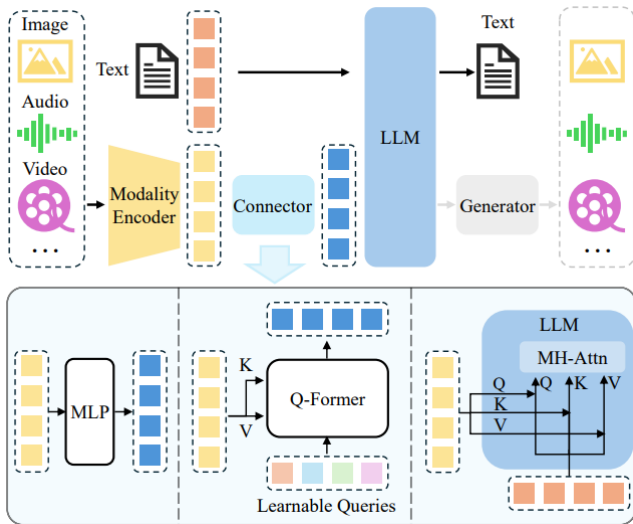 Image
Text
Text
Audio
LLM
Video
Modality
Encoder
Connector
Generator
...
...
MLP
K
V
Q-Former
Learnable Queries
LLM
MH-Attn
Q
K
V
Q
K
V